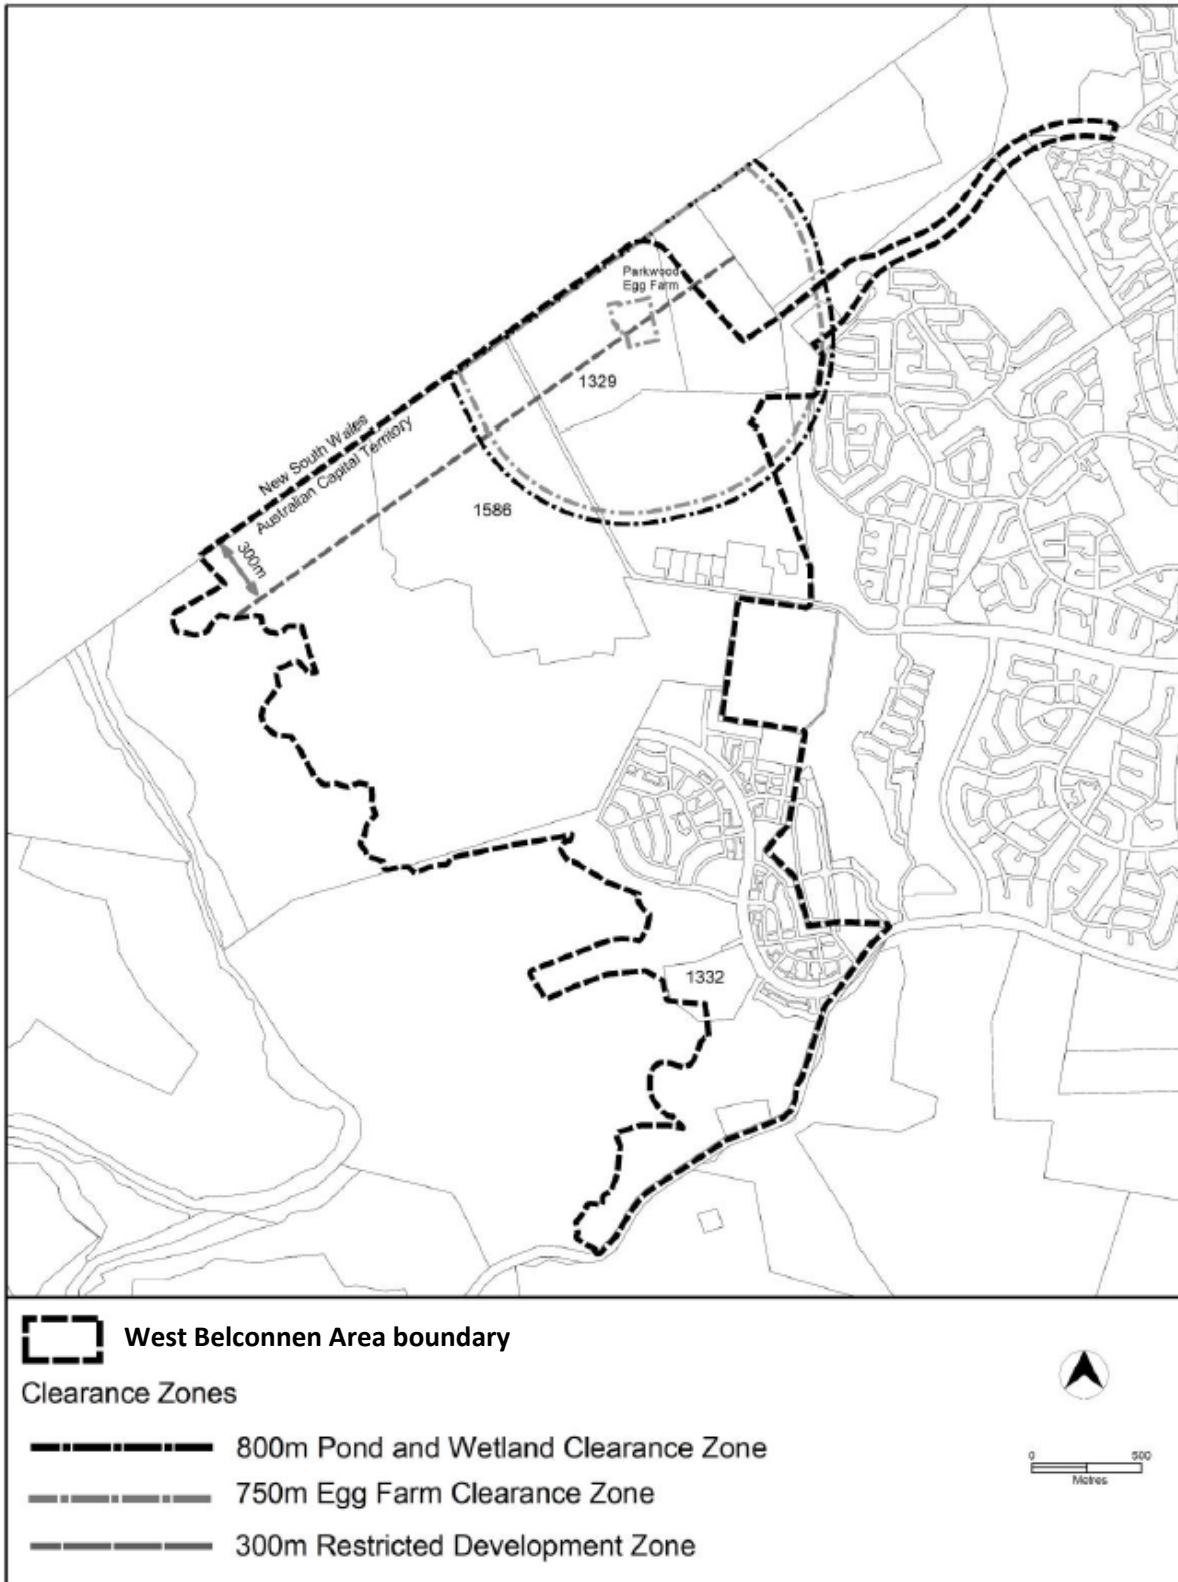 Parkwood
Egg Farm
1329
New South Wales
Australian Capital Territory
1586
300m
1332
West Belconnen Area boundary
Clearance Zones
800m Pond and Wetland Clearance Zone
750m Egg Farm Clearance Zone
300m Restricted Development Zone
0 500
Metres